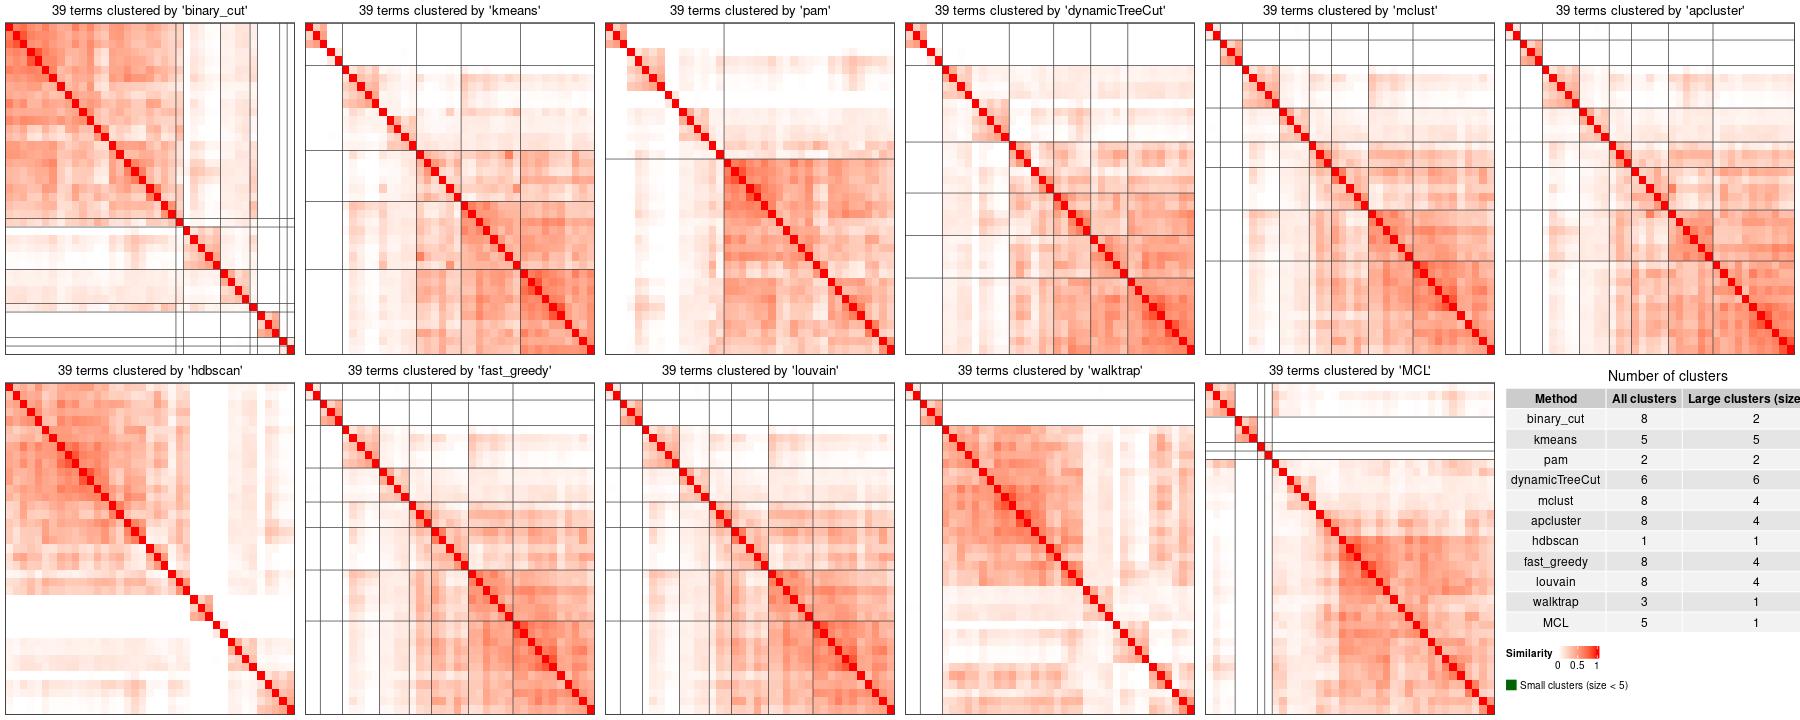 39 terms clustered by 'binary_cut'
39 terms clustered by 'kmeans'
39 terms clustered by 'pam'
39 terms clustered by 'dynamicTreeCut'
39 terms clustered by 'mclust'
39 terms clustered by 'apcluster'
39 terms clustered by 'hdbscan'
39 terms clustered by 'fast_greedy'
39 terms clustered by 'louvain'
39 terms clustered by 'walktrap'
39 terms clustered by 'MCL'
Number of clusters
Method All clusters Large clusters (size
binary_cut 8 2
kmeans 5 5
pam 2 2
dynamicTreeCut 6 6
mclust 8 4
apcluster 8 4
hdbscan 1 1
fast_greedy 8 4
louvain 8 4
walktrap 3 1
MCL 5 1
Similarity
0 0.5 1
Small clusters (size < 5)